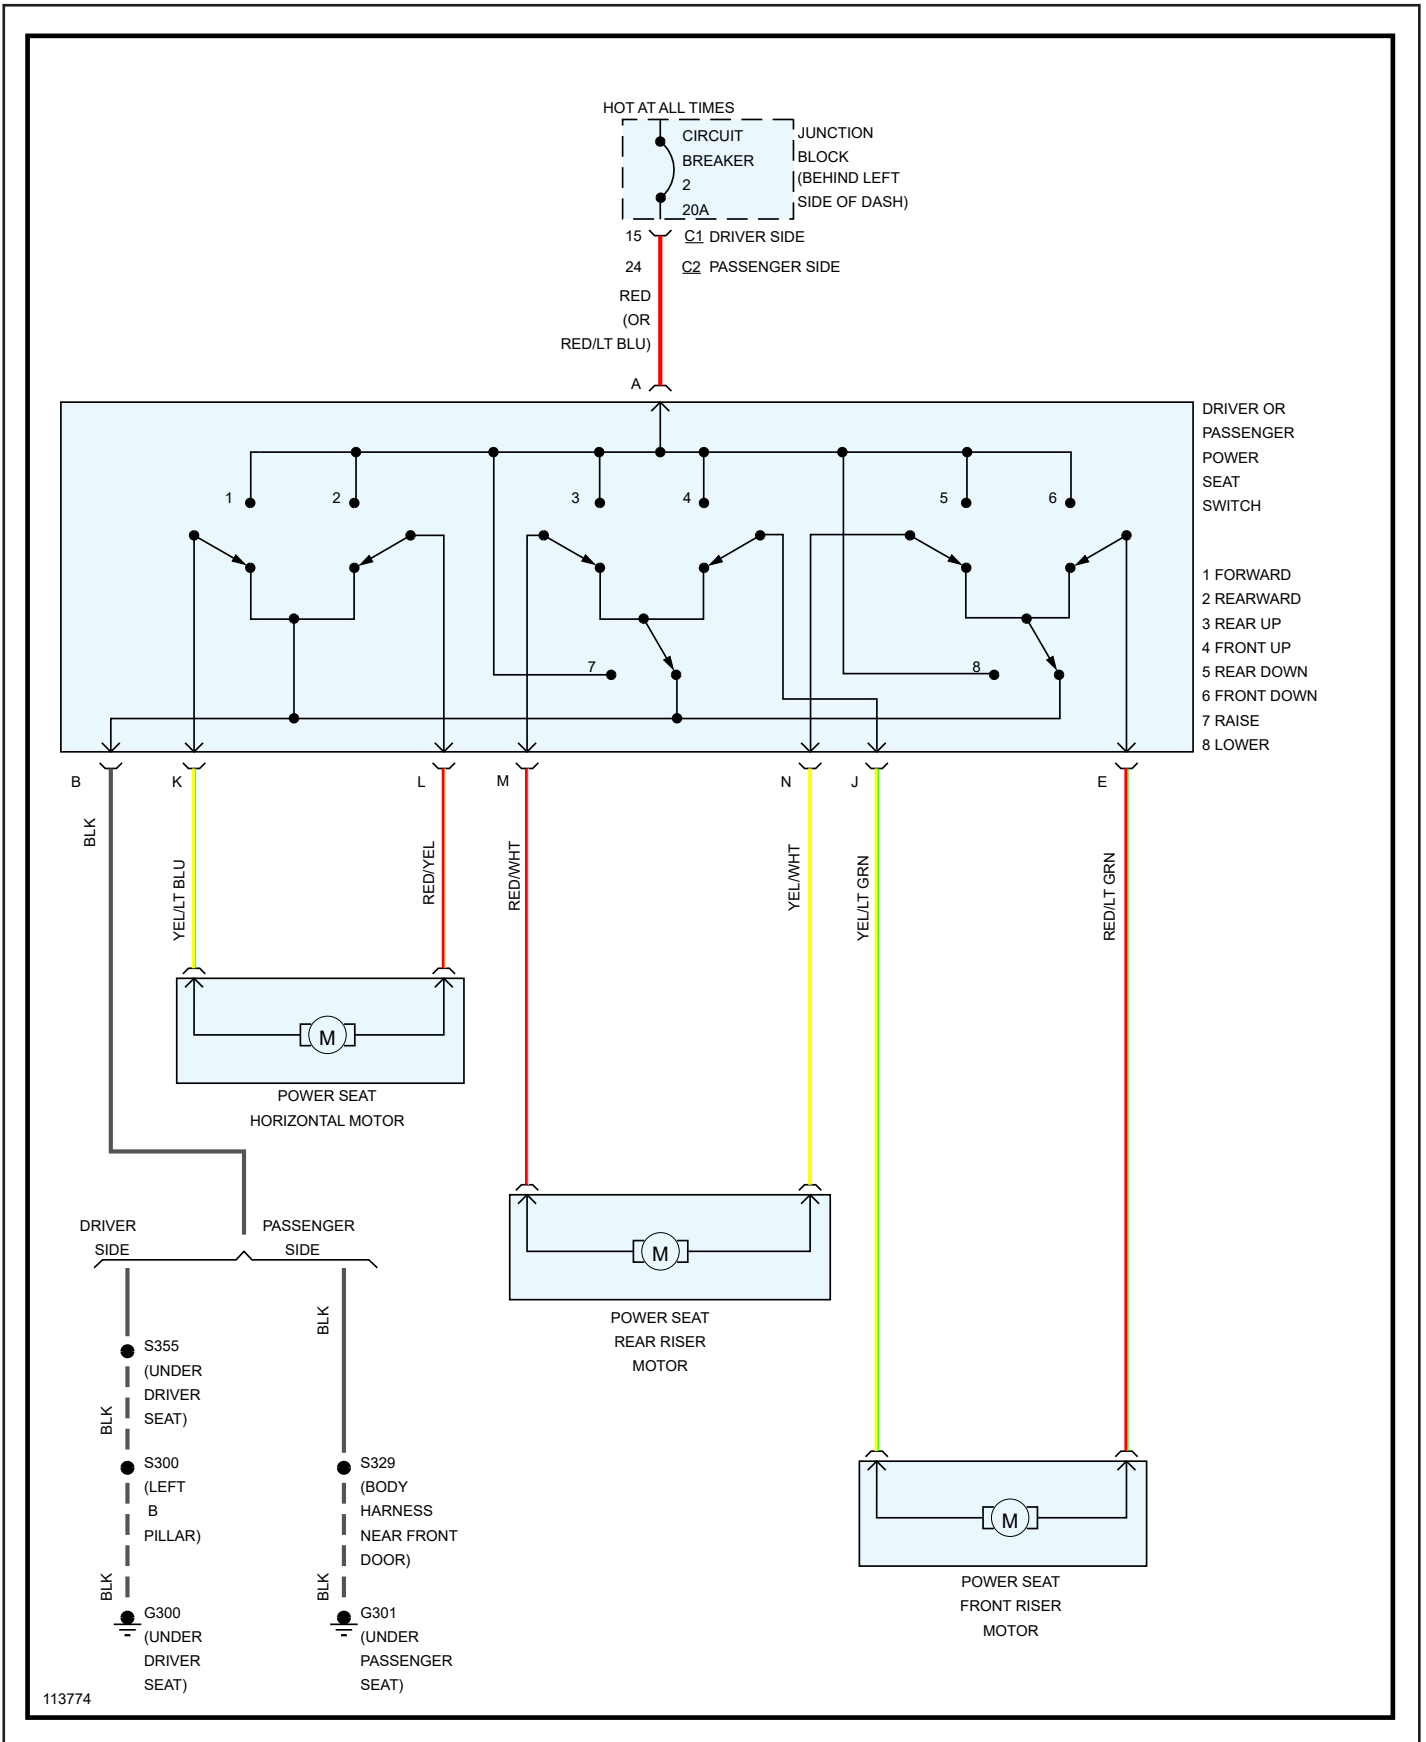 HOT AT ALL TIMES
CIRCUIT
BREAKER
2
20A
JUNCTION
BLOCK
(BEHIND LEFT
SIDE OF DASH)
15 C1 DRIVER SIDE
24 C2 PASSENGER SIDE
RED
(OR
RED/LT BLU)
A
DRIVER OR
PASSENGER
POWER
SEAT
SWITCH
1 2 3 4 5 6
7 8
1 FORWARD
2 REARWARD
3 REAR UP
4 FRONT UP
5 REAR DOWN
6 FRONT DOWN
7 RAISE
8 LOWER
B K L M N J E
BLK
YEL/LT BLU
RED/YEL
RED/WHT
YEL/WHT
YEL/LT GRN
RED/LT GRN
M
POWER SEAT
HORIZONTAL MOTOR
M
POWER SEAT
REAR RISER
MOTOR
M
POWER SEAT
FRONT RISER
MOTOR
DRIVER
SIDE
PASSENGER
SIDE
BLK
S355
(UNDER
DRIVER
SEAT)
BLK
S300
(LEFT
B
PILLAR)
S329
(BODY
HARNESS
NEAR FRONT
DOOR)
BLK
BLK
G300
(UNDER
DRIVER
SEAT)
G301
(UNDER
PASSENGER
SEAT)
113774